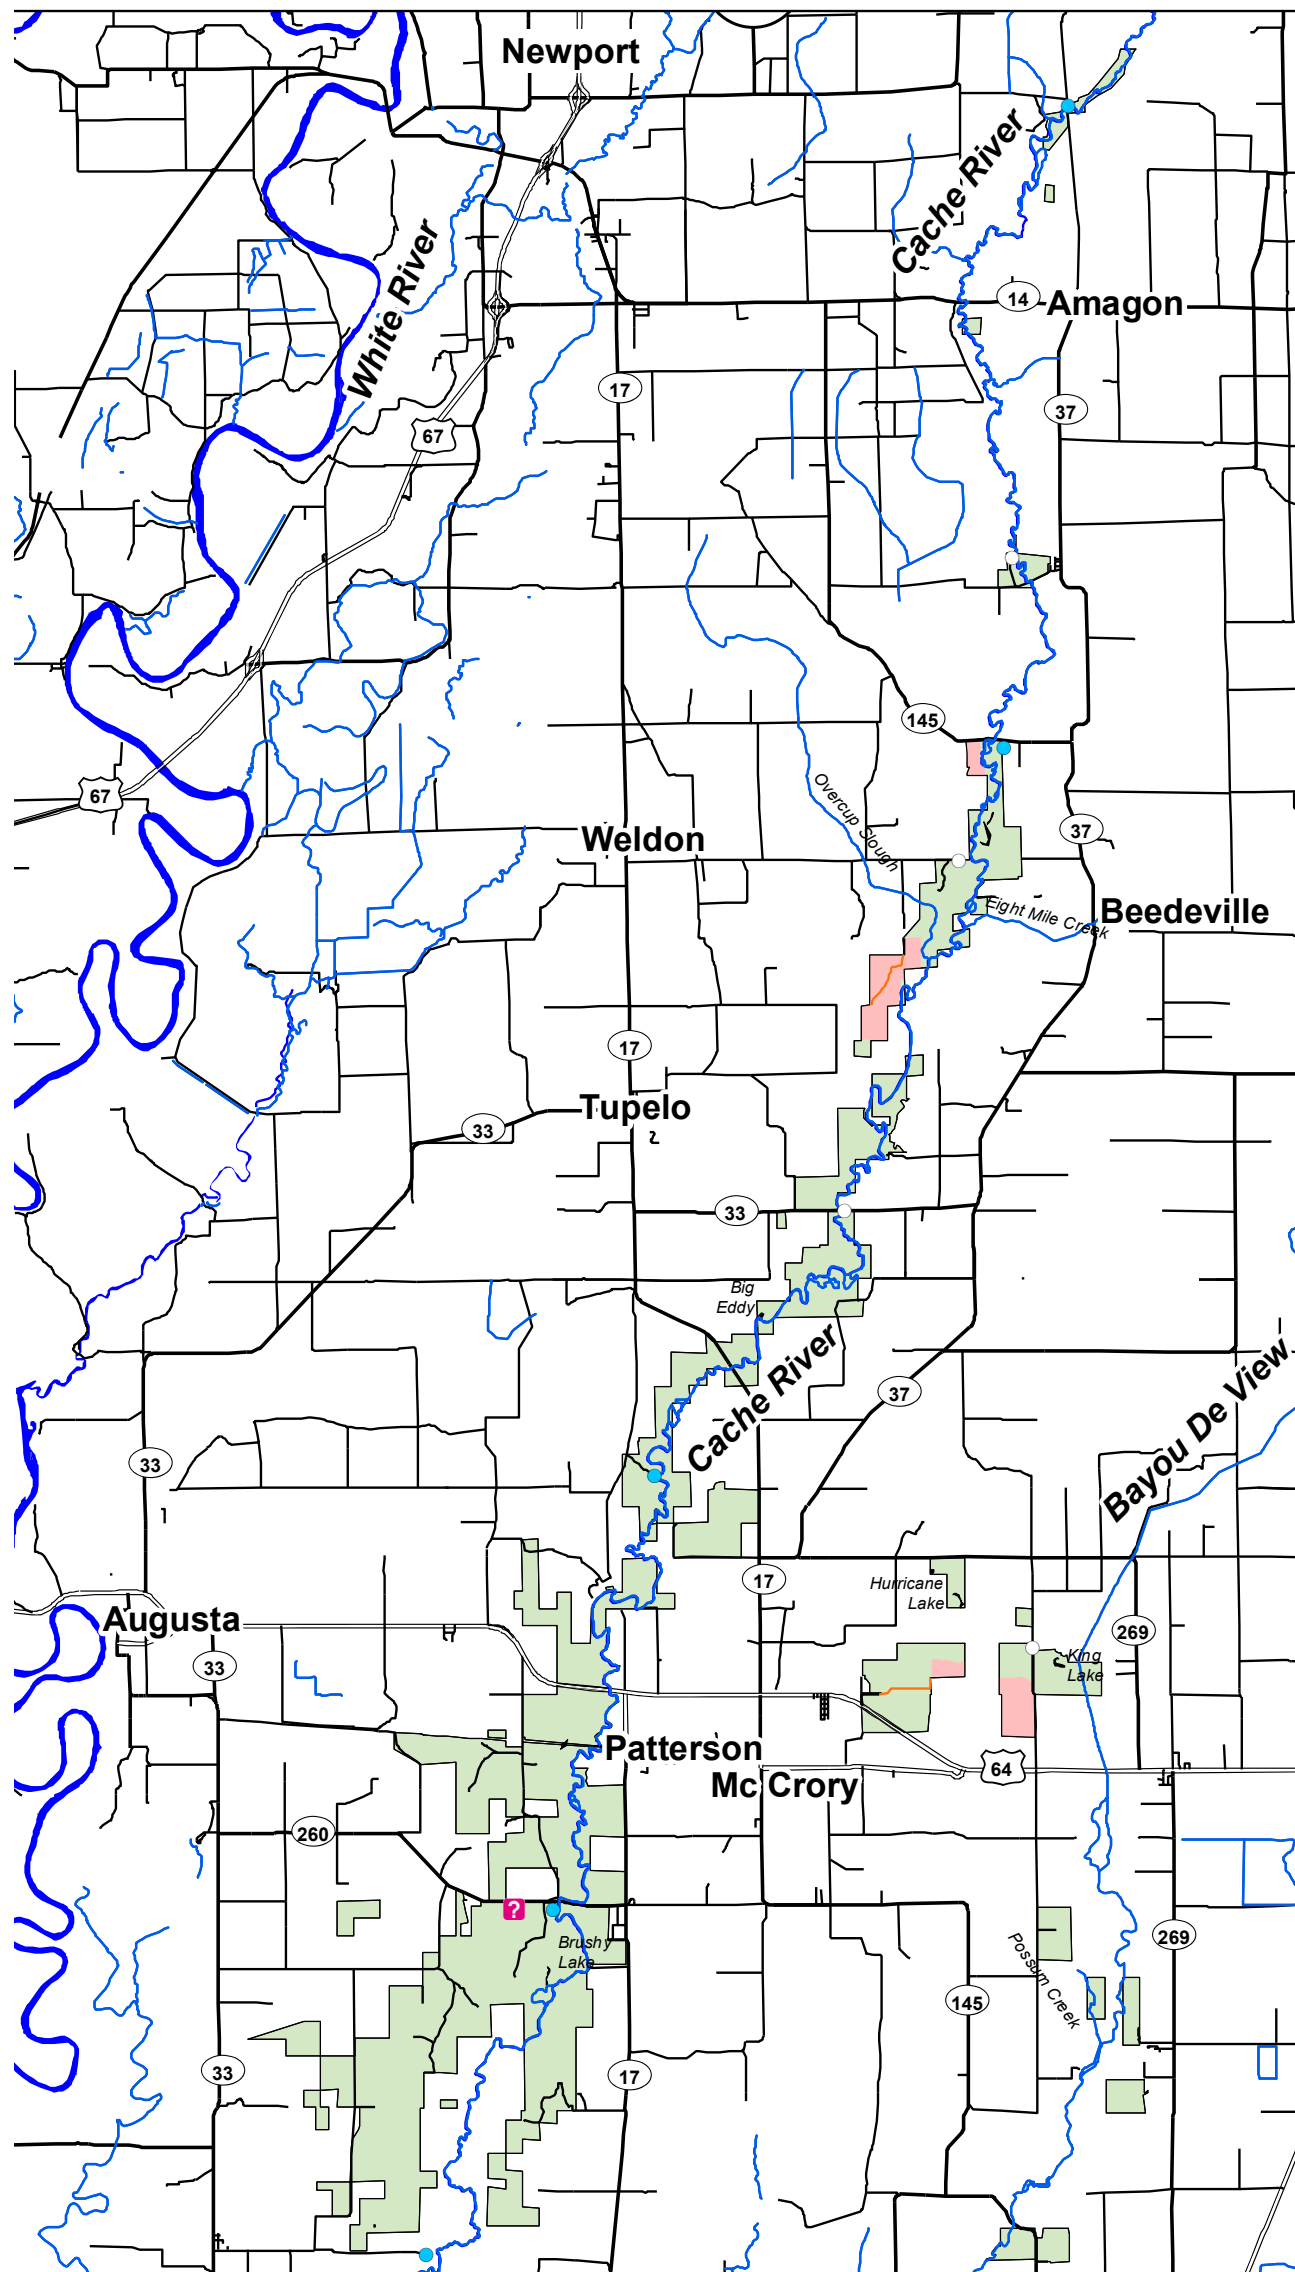 Newport
Cache River
White River
14
Amagon
17
37
67
145
67
Overcup Slough
37
Weldon
Eight Mile Creek
Beedeville
17
Tupelo
33
33
Big
Eddy
Cache River
37
Bayou De View
33
17
Hurricane
Lake
Augusta
269
33
King
Lake
Patterson
64
Mc Crory
260
?
Brushy
Lake
Possum Creek
269
145
33
17